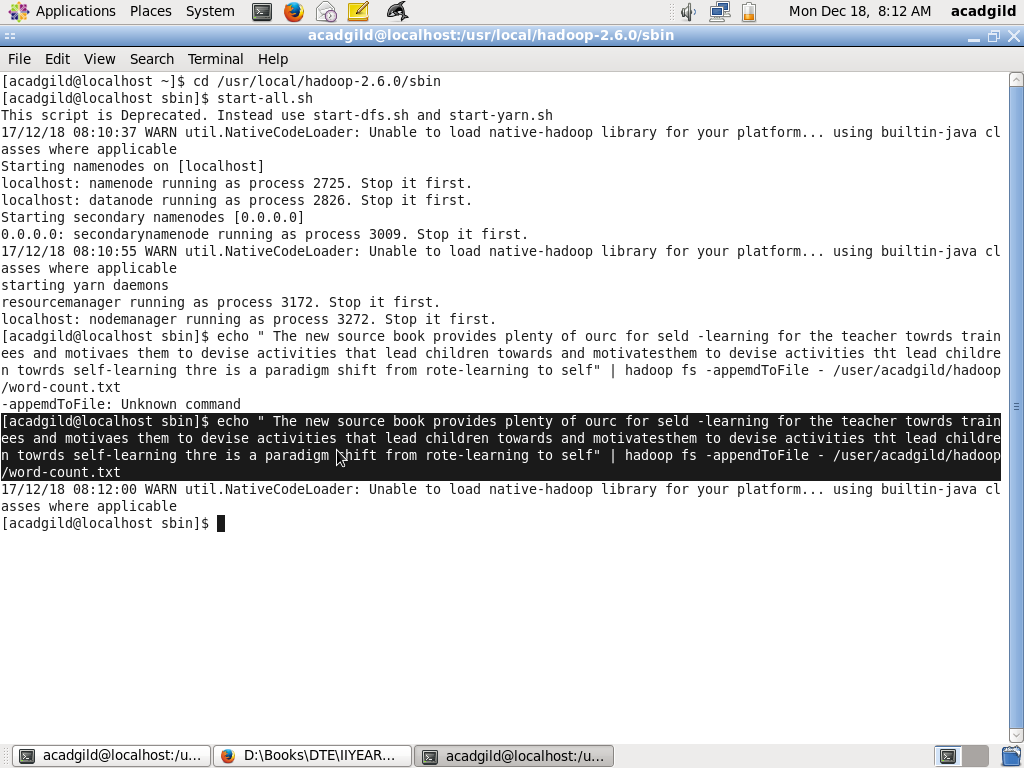 Applications Places System
Mon Dec 18, 8:12 AM acadgild
acadgild@localhost:/usr/local/hadoop-2.6.0/sbin
File Edit View Search Terminal Help
[acadgild@localhost ~]$ cd /usr/local/hadoop-2.6.0/sbin
[acadgild@localhost sbin]$ start-all.sh
This script is Deprecated. Instead use start-dfs.sh and start-yarn.sh
17/12/18 08:10:37 WARN util.NativeCodeLoader: Unable to load native-hadoop library for your platform... using builtin-java cl
asses where applicable
Starting namenodes on [localhost]
localhost: namenode running as process 2725. Stop it first.
localhost: datanode running as process 2826. Stop it first.
Starting secondary namenodes [0.0.0.0]
0.0.0.0: secondarynamenode running as process 3009. Stop it first.
17/12/18 08:10:55 WARN util.NativeCodeLoader: Unable to load native-hadoop library for your platform... using builtin-java cl
asses where applicable
starting yarn daemons
resourcemanager running as process 3172. Stop it first.
localhost: nodemanager running as process 3272. Stop it first.
[acadgild@localhost sbin]$ echo " The new source book provides plenty of ourc for seld -learning for the teacher towrds train
ees and motivaes them to devise activities that lead children towards and motivatesthem to devise activities tht lead childre
n towrds self-learning thre is a paradigm shift from rote-learning to self" | hadoop fs -appemdToFile - /user/acadgild/hadoop
/word-count.txt
-appemdToFile: Unknown command
[acadgild@localhost sbin]$ echo " The new source book provides plenty of ourc for seld -learning for the teacher towrds train
ees and motivaes them to devise activities that lead children towards and motivatesthem to devise activities tht lead childre
n towrds self-learning thre is a paradigm shift from rote-learning to self" | hadoop fs -appendToFile - /user/acadgild/hadoop
/word-count.txt
17/12/18 08:12:00 WARN util.NativeCodeLoader: Unable to load native-hadoop library for your platform... using builtin-java cl
asses where applicable
[acadgild@localhost sbin]$
acadgild@localhost:/u... D:\Books\DTE\IIYEAR... acadgild@localhost:/u...